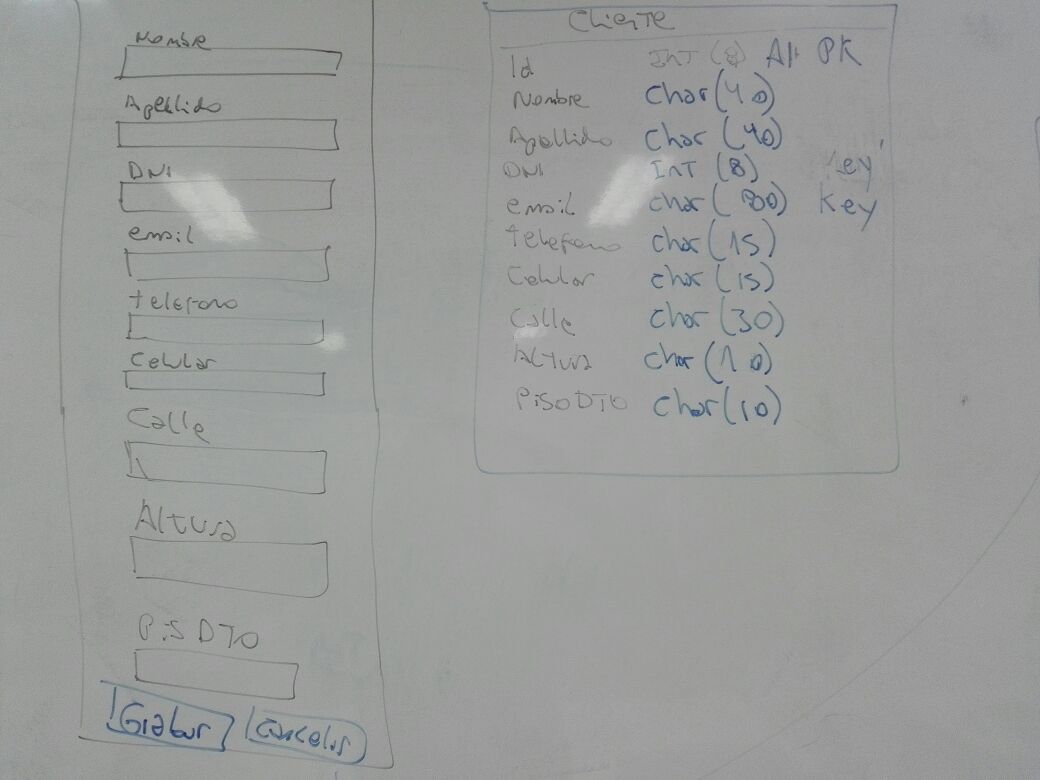 Nombre
Apellido
DNI
email
telefono
Celular
Calle
Altura
PiSDTO
Grabar Cancelar
Cliente
Id InT (8) AI PK
Nombre Char(40)
Apellido Char (40)
DNI InT (8) key
email char( ) key
telefono char(15)
Celular char(15)
Calle char(30)
Altura char(10)
PisoDTO char(10)